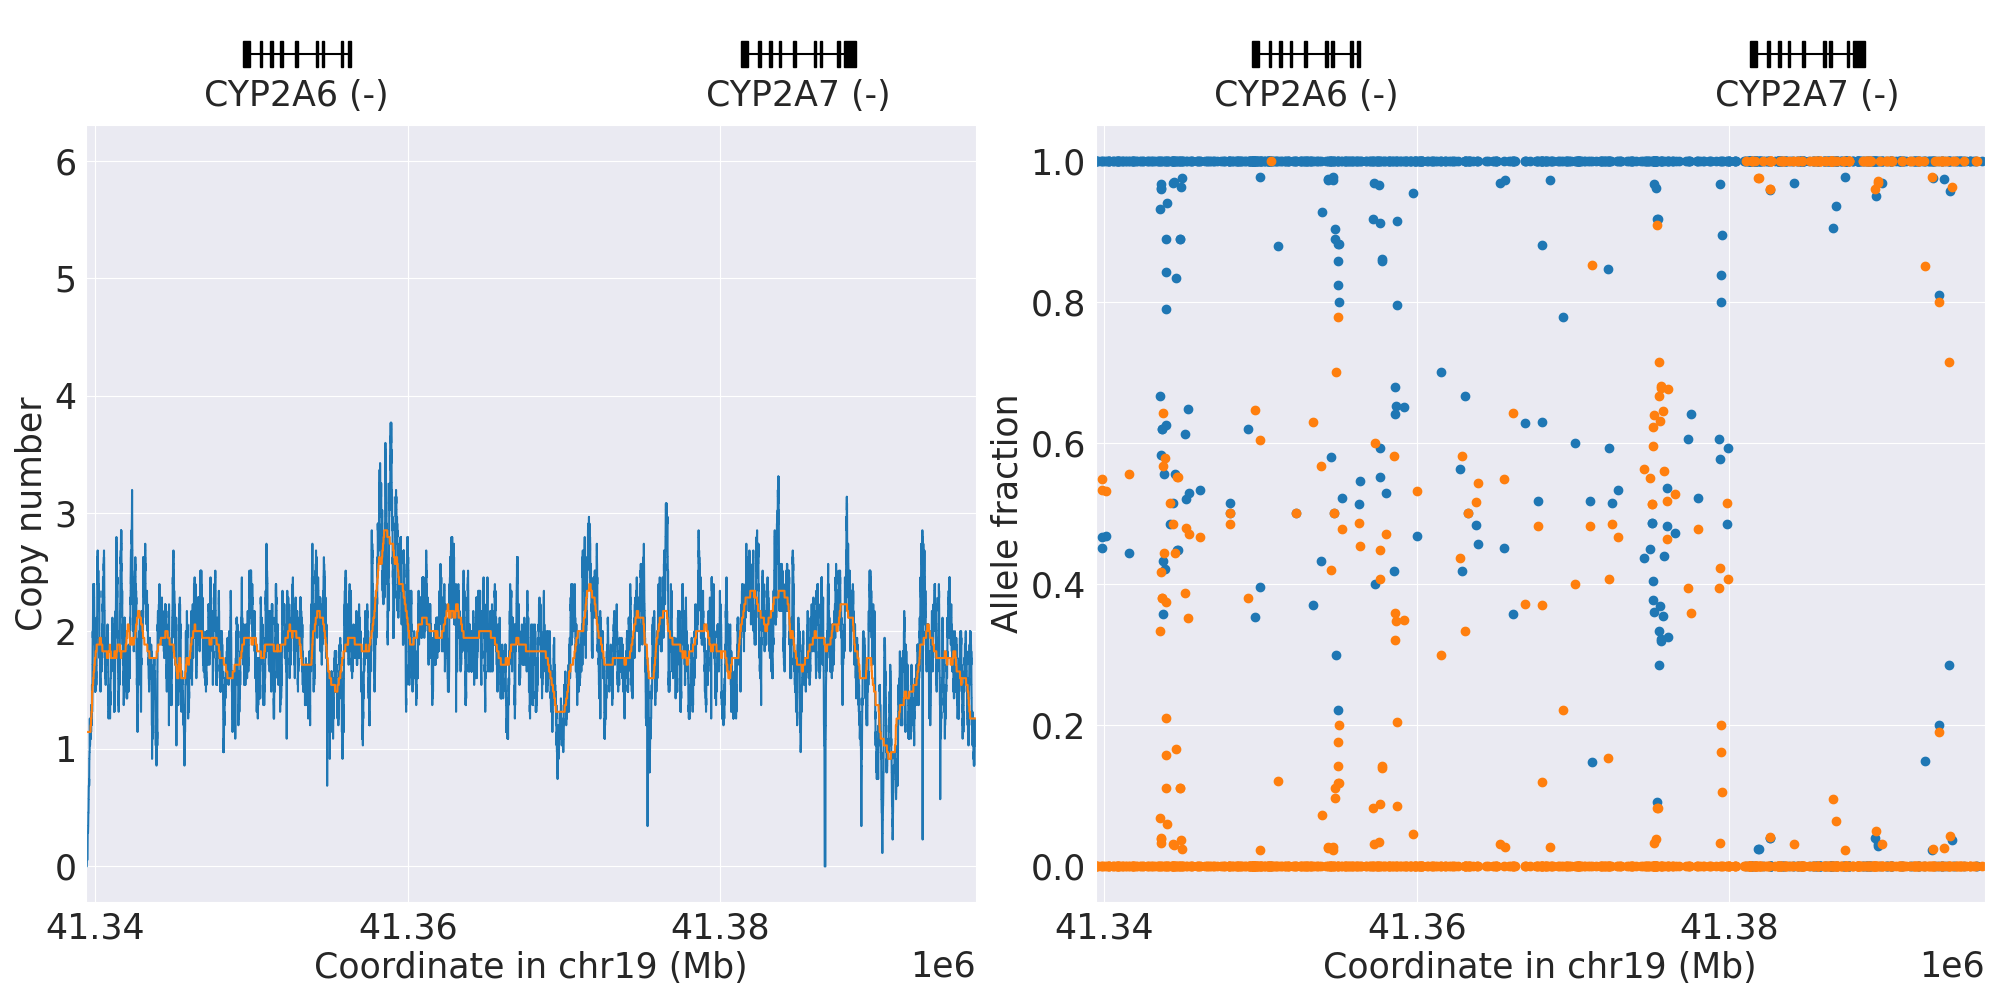 CYP2A6 (-)
CYP2A7 (-)
6
5
4
3
2
1
0
Copy number
41.34
41.36
41.38
Coordinate in chr19 (Mb)
1e6
CYP2A6 (-)
CYP2A7 (-)
1.0
0.8
0.6
0.4
0.2
0.0
Allele fraction
41.34
41.36
41.38
Coordinate in chr19 (Mb)
1e6